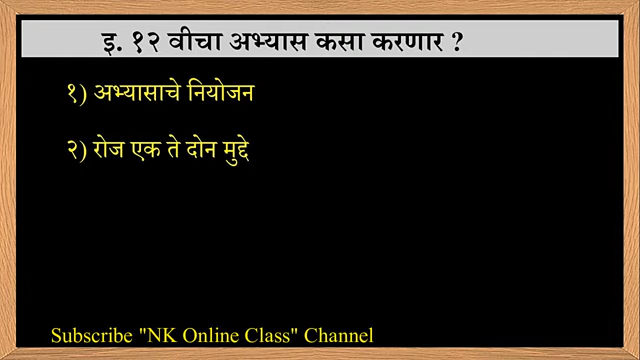 इ. १२ वीचा अभ्यास कसा करणार ?
१) अभ्यासाचे नियोजन
२) रोज एक ते दोन मुद्दे
Subscribe "NK Online Class" Channel